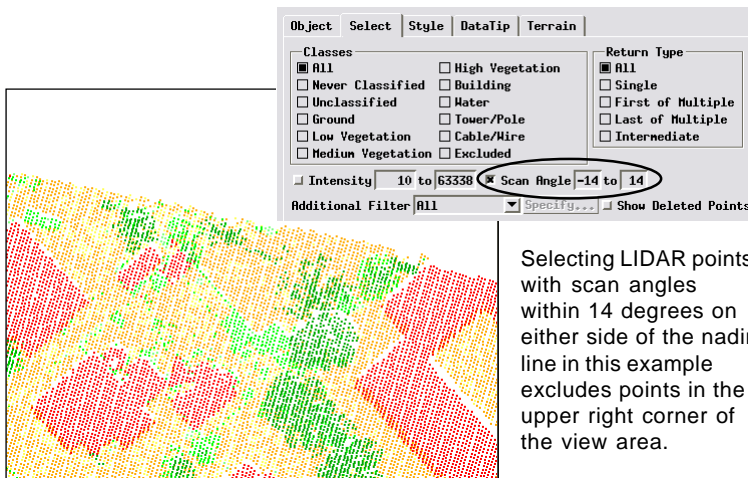 Object Select Style DataTip Terrain
Classes
All
Never Classified
Unclassified
Ground
Low Vegetation
Medium Vegetation
High Vegetation
Building
Water
Tower/Pole
Cable/Wire
Excluded
Return Type
All
Single
First of Multiple
Last of Multiple
Intermediate
Intensity 10 to 63338 Scan Angle -14 to 14
Additional Filter All Specify... Show Deleted Points
Selecting LIDAR points
with scan angles
within 14 degrees on
either side of the nadir
line in this example
excludes points in the
upper right corner of
the view area.